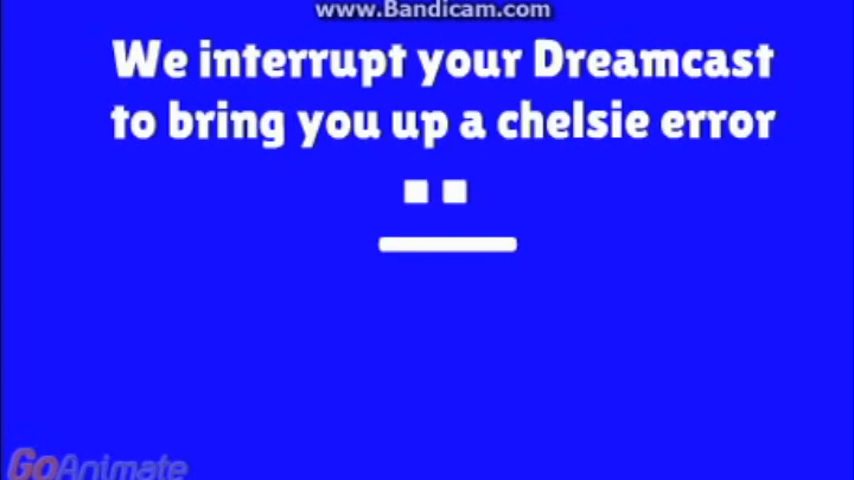 www.Bandicam.com
We interrupt your Dreamcast
to bring you up a chelsie error
GoAnimate